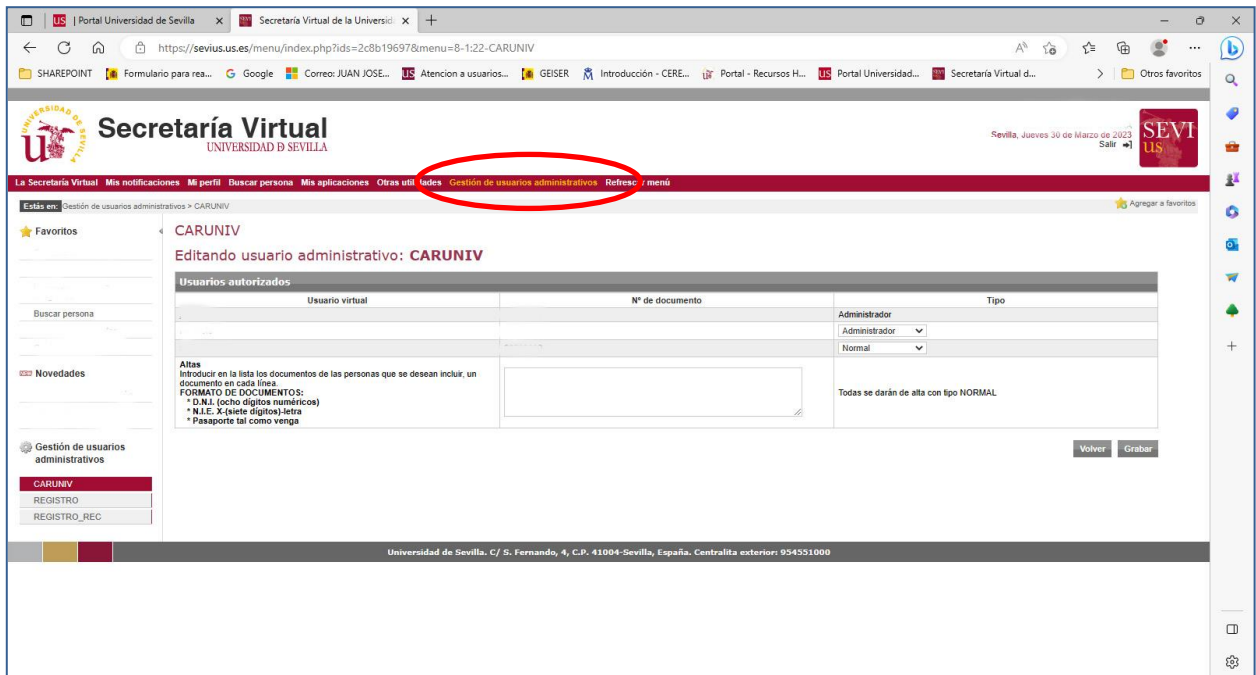 US | Portal Universidad de Sevilla
Secretaría Virtual de la Universid
https://sevius.us.es/menu/index.php?ids=2c8b19697&menu=8-1:22-CARUNIV
SHAREPOINT Formulario para rea... Google Correo: JUAN JOSE... US Atencion a usuarios... GEISER Introducción - CERE... Portal - Recursos H... US Portal Universidad... Secretaría Virtual d... Otros favoritos
Secretaría Virtual
UNIVERSIDAD D SEVILLA
Sevilla, Jueves 30 de Marzo de 2023
Salir
SEVI
US
La Secretaría Virtual Mis notificaciones Mi perfil Buscar persona Mis aplicaciones Otras utilidades Gestión de usuarios administrativos Refrescar menú
Estás en: Gestión de usuarios administrativos > CARUNIV
Agregar a favoritos
Favoritos
Buscar persona
Novedades
Gestión de usuarios
administrativos
CARUNIV
REGISTRO
REGISTRO_REC
CARUNIV
Editando usuario administrativo: CARUNIV
Usuarios autorizados
Usuario virtual Nº de documento Tipo
Administrador
Administrador
Normal
Altas
Introducir en la lista los documentos de las personas que se desean incluir, un
documento en cada línea.
FORMATO DE DOCUMENTOS:
* D.N.I. (ocho dígitos numéricos)
* N.I.E. X-(siete dígitos)-letra
* Pasaporte tal como venga
Todas se darán de alta con tipo NORMAL
Volver Grabar
Universidad de Sevilla. C/ S. Fernando, 4, C.P. 41004-Sevilla, España. Centralita exterior: 954551000